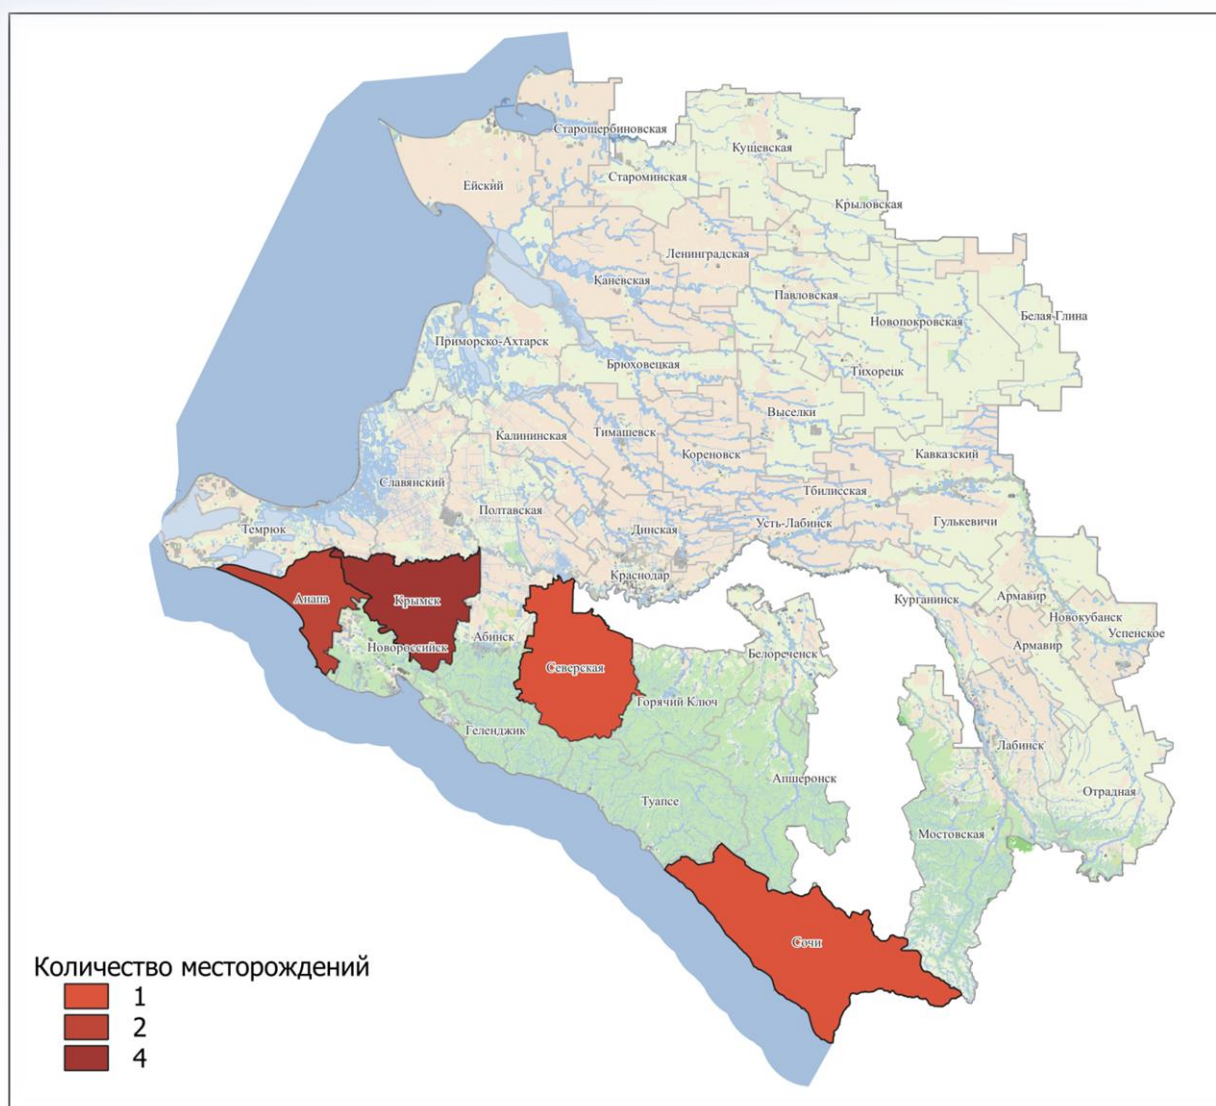 Старощербиновская
Кущевская
Ейский
Староминская
Крыловская
Ленинградская
Каневская
Павловская
Новопокровская
Белая Глина
Приморско-Ахтарск
Брюховецкая
Тихорецк
Выселки
Калининская
Тимашевск
Кореновск
Кавказский
Славянский
Тбилисская
Полтавская
Темрюк
Динская
Усть-Лабинск
Гулькевичи
Краснодар
Анапа
Крымск
Курганинск
Армавир
Новокубанск
Успенское
Новороссийск
Абинск
Северская
Белореченск
Армавир
Горячий Ключ
Геленджик
Лабинск
Апшеронск
Отрадная
Туапсе
Мостовская
Сочи
Количество месторождений
1
2
4